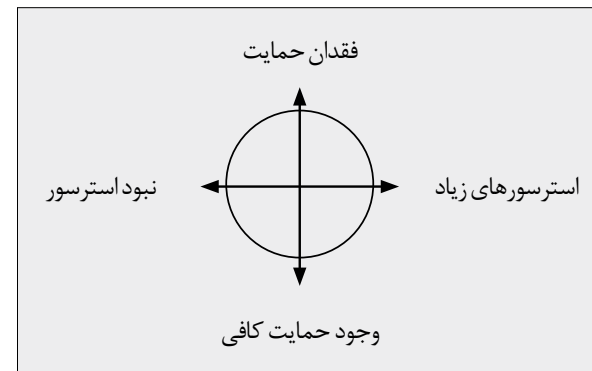 فقدان حمایت
استرسورهای زیاد
نبود استرسور
وجود حمایت کافی